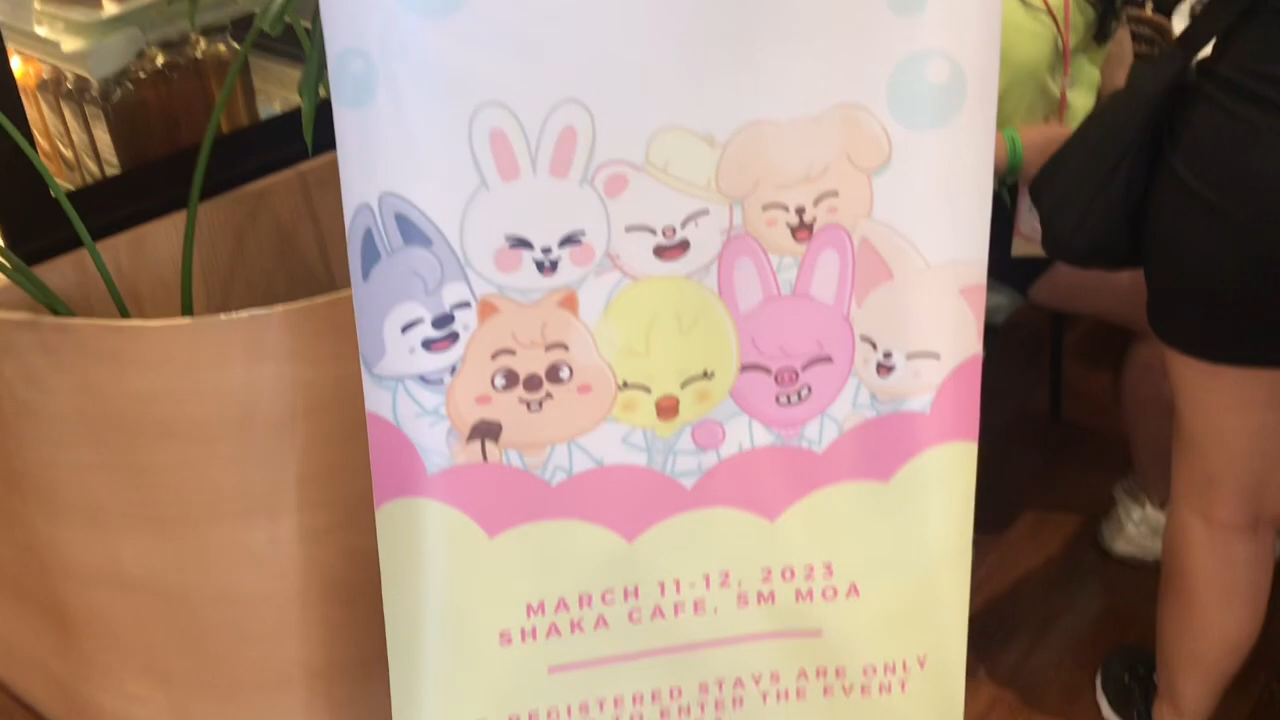 MARCH 11-12, 2023
SHAKA CAFE, SM MOA
REGISTERED STAYS ARE ONLY
TO ENTER THE EVENT